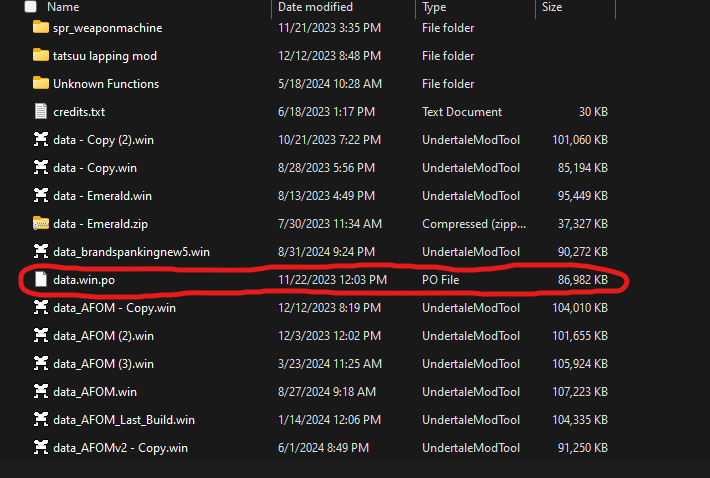 Name Date modified Type Size
spr_weaponmachine 11/21/2023 3:35 PM File folder
tatsuu lapping mod 12/12/2023 8:48 PM File folder
Unknown Functions 5/18/2024 10:28 AM File folder
credits.txt 6/18/2023 1:17 PM Text Document 30 KB
data - Copy (2).win 10/21/2023 7:22 PM UndertaleModTool 101,060 KB
data - Copy.win 8/28/2023 5:56 PM UndertaleModTool 85,194 KB
data - Emerald.win 8/13/2023 4:49 PM UndertaleModTool 95,449 KB
data - Emerald.zip 7/30/2023 11:34 AM Compressed (zipp... 37,327 KB
data_brandspankingnew5.win 8/31/2024 9:24 PM UndertaleModTool 90,272 KB
data.win.po 11/22/2023 12:03 PM PO File 86,982 KB
data_AFOM - Copy.win 12/12/2023 8:19 PM UndertaleModTool 104,010 KB
data_AFOM (2).win 12/3/2023 12:02 PM UndertaleModTool 101,655 KB
data_AFOM (3).win 3/23/2024 11:25 AM UndertaleModTool 105,924 KB
data_AFOM.win 8/27/2024 9:18 AM UndertaleModTool 107,223 KB
data_AFOM_Last_Build.win 1/14/2024 12:06 PM UndertaleModTool 104,335 KB
data_AFOMv2 - Copy.win 6/1/2024 8:49 PM UndertaleModTool 91,250 KB